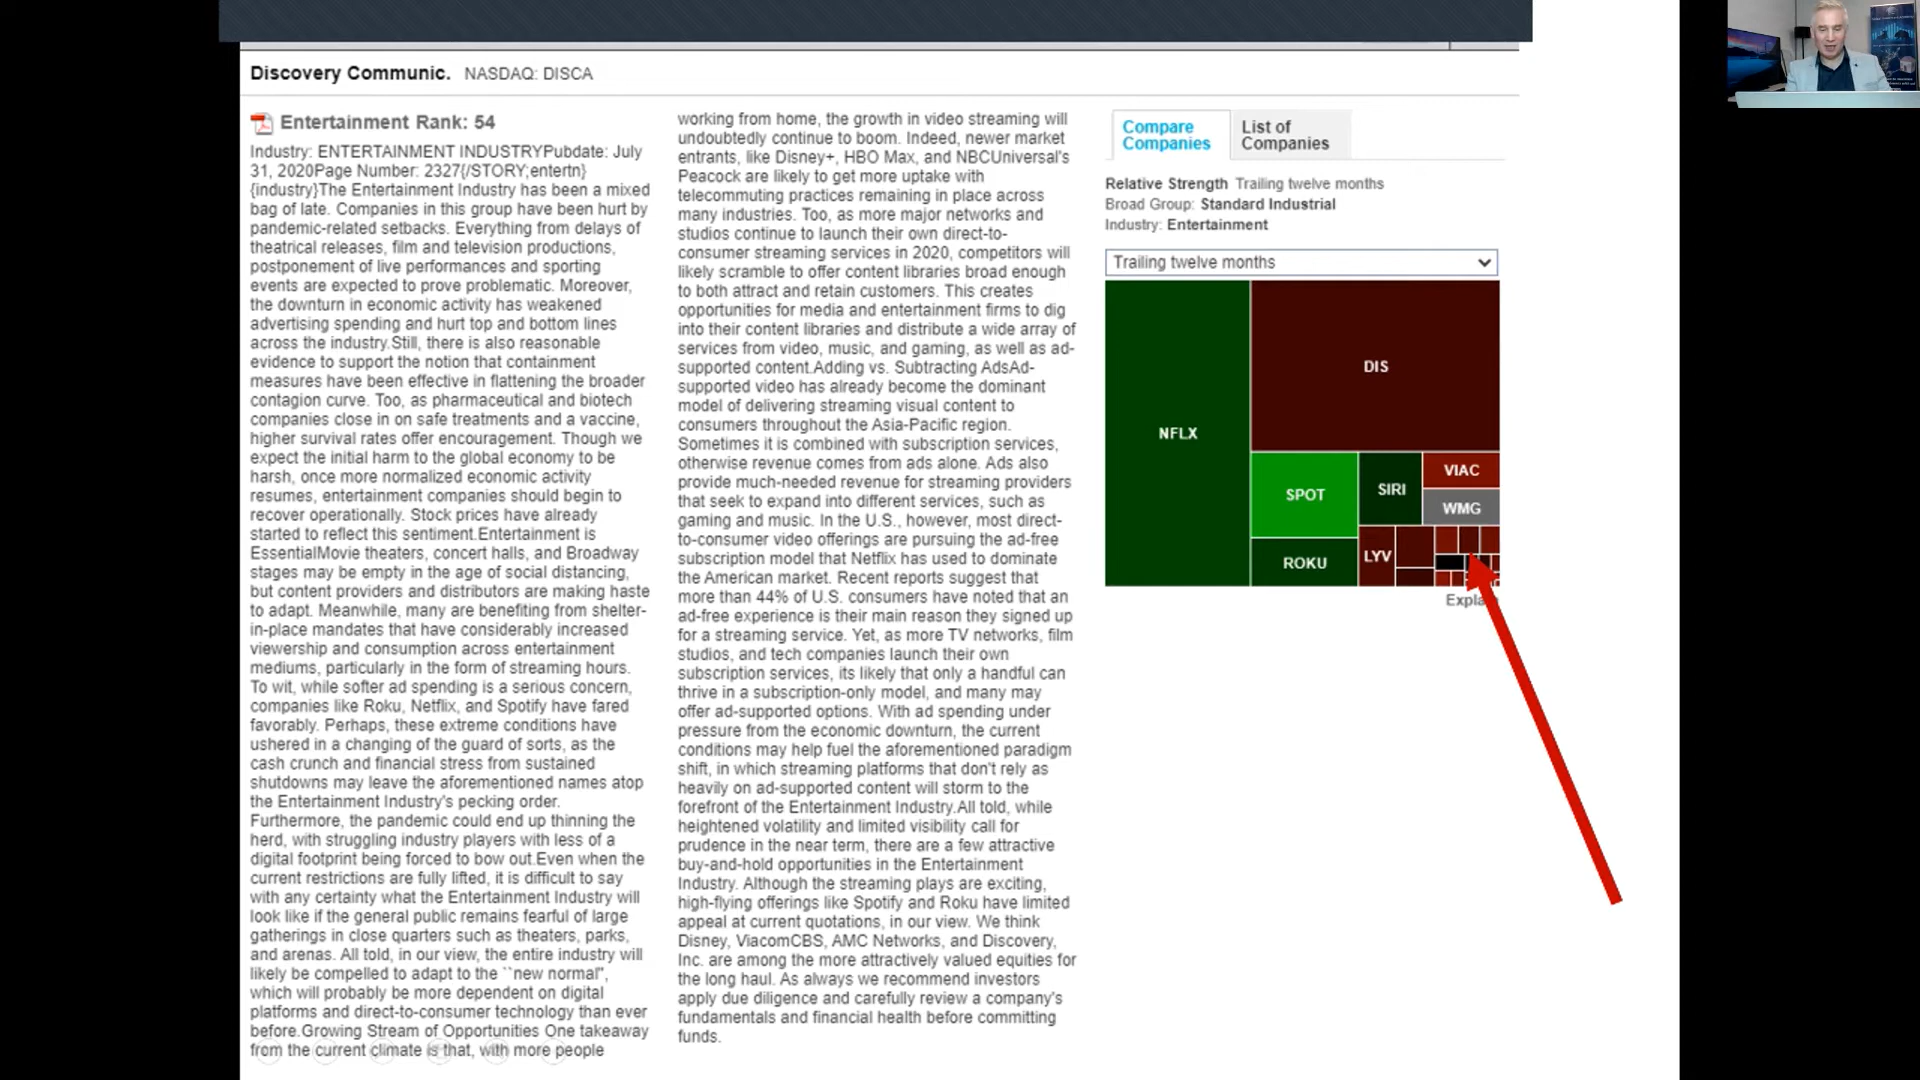 Discovery Communic. NASDAQ: DISCA
Entertainment Rank: 54
Industry: ENTERTAINMENT INDUSTRYPubdate: July
31, 2020Page Number: 2327{/STORY;entertn}
{industry}The Entertainment Industry has been a mixed
bag of late. Companies in this group have been hurt by
pandemic-related setbacks. Everything from delays of
theatrical releases, film and television productions,
postponement of live performances and sporting
events are expected to prove problematic. Moreover,
the downturn in economic activity has weakened
advertising spending and hurt top and bottom lines
across the industry.Still, there is also reasonable
evidence to support the notion that containment
measures have been effective in flattening the broader
contagion curve. Too, as pharmaceutical and biotech
companies close in on safe treatments and a vaccine,
higher survival rates offer encouragement. Though we
expect the initial harm to the global economy to be
harsh, once more normalized economic activity
resumes, entertainment companies should begin to
recover operationally. Stock prices have already
started to reflect this sentiment.Entertainment is
EssentialMovie theaters, concert halls, and Broadway
stages may be empty in the age of social distancing,
but content providers and distributors are making haste
to adapt. Meanwhile, many are benefiting from shelter-
in-place mandates that have considerably increased
viewership and consumption across entertainment
mediums, particularly in the form of streaming hours.
To wit, while softer ad spending is a serious concern,
companies like Roku, Netflix, and Spotify have fared
favorably. Perhaps, these extreme conditions have
ushered in a changing of the guard of sorts, as the
cash crunch and financial stress from sustained
shutdowns may leave the aforementioned names atop
the Entertainment Industry's pecking order.
Furthermore, the pandemic could end up thinning the
herd, with struggling industry players with less of a
digital footprint being forced to bow out.Even when the
current restrictions are fully lifted, it is difficult to say
with any certainty what the Entertainment Industry will
look like if the general public remains fearful of large
gatherings in close quarters such as theaters, parks,
and arenas. All told, in our view, the entire industry will
likely be compelled to adapt to the ``new normal'',
which will probably be more dependent on digital
platforms and direct-to-consumer technology than ever
before.Growing Stream of Opportunities One takeaway
from the current climate is that, with more people
working from home, the growth in video streaming will
undoubtedly continue to boom. Indeed, newer market
entrants, like Disney+, HBO Max, and NBCUniversal's
Peacock are likely to get more uptake with
telecommuting practices remaining in place across
many industries. Too, as more major networks and
studios continue to launch their own direct-to-
consumer streaming services in 2020, competitors will
likely scramble to offer content libraries broad enough
to both attract and retain customers. This creates
opportunities for media and entertainment firms to dig
into their content libraries and distribute a wide array of
services from video, music, and gaming, as well as ad-
supported content.Adding vs. Subtracting AdsAd-
supported video has already become the dominant
model of delivering streaming visual content to
consumers throughout the Asia-Pacific region.
Sometimes it is combined with subscription services,
otherwise revenue comes from ads alone. Ads also
provide much-needed revenue for streaming providers
that seek to expand into different services, such as
gaming and music. In the U.S., however, most direct-
to-consumer video offerings are pursuing the ad-free
subscription model that Netflix has used to dominate
the American market. Recent reports suggest that
more than 44% of U.S. consumers have noted that an
ad-free experience is their main reason they signed up
for a streaming service. Yet, as more TV networks, film
studios, and tech companies launch their own
subscription services, its likely that only a handful can
thrive in a subscription-only model, and many may
offer ad-supported options. With ad spending under
pressure from the economic downturn, the current
conditions may help fuel the aforementioned paradigm
shift, in which streaming platforms that don't rely as
heavily on ad-supported content will storm to the
forefront of the Entertainment Industry.All told, while
heightened volatility and limited visibility call for
prudence in the near term, there are a few attractive
buy-and-hold opportunities in the Entertainment
Industry. Although the streaming plays are exciting,
high-flying offerings like Spotify and Roku have limited
appeal at current quotations, in our view. We think
Disney, ViacomCBS, AMC Networks, and Discovery,
Inc. are among the more attractively valued equities for
the long haul. As always we recommend investors
apply due diligence and carefully review a company's
fundamentals and financial health before committing
funds.
Compare Companies
List of Companies
Relative Strength Trailing twelve months
Broad Group: Standard Industrial
Industry: Entertainment
Trailing twelve months
NFLX
DIS
SPOT
SIRI
VIAC
WMG
ROKU
LYV